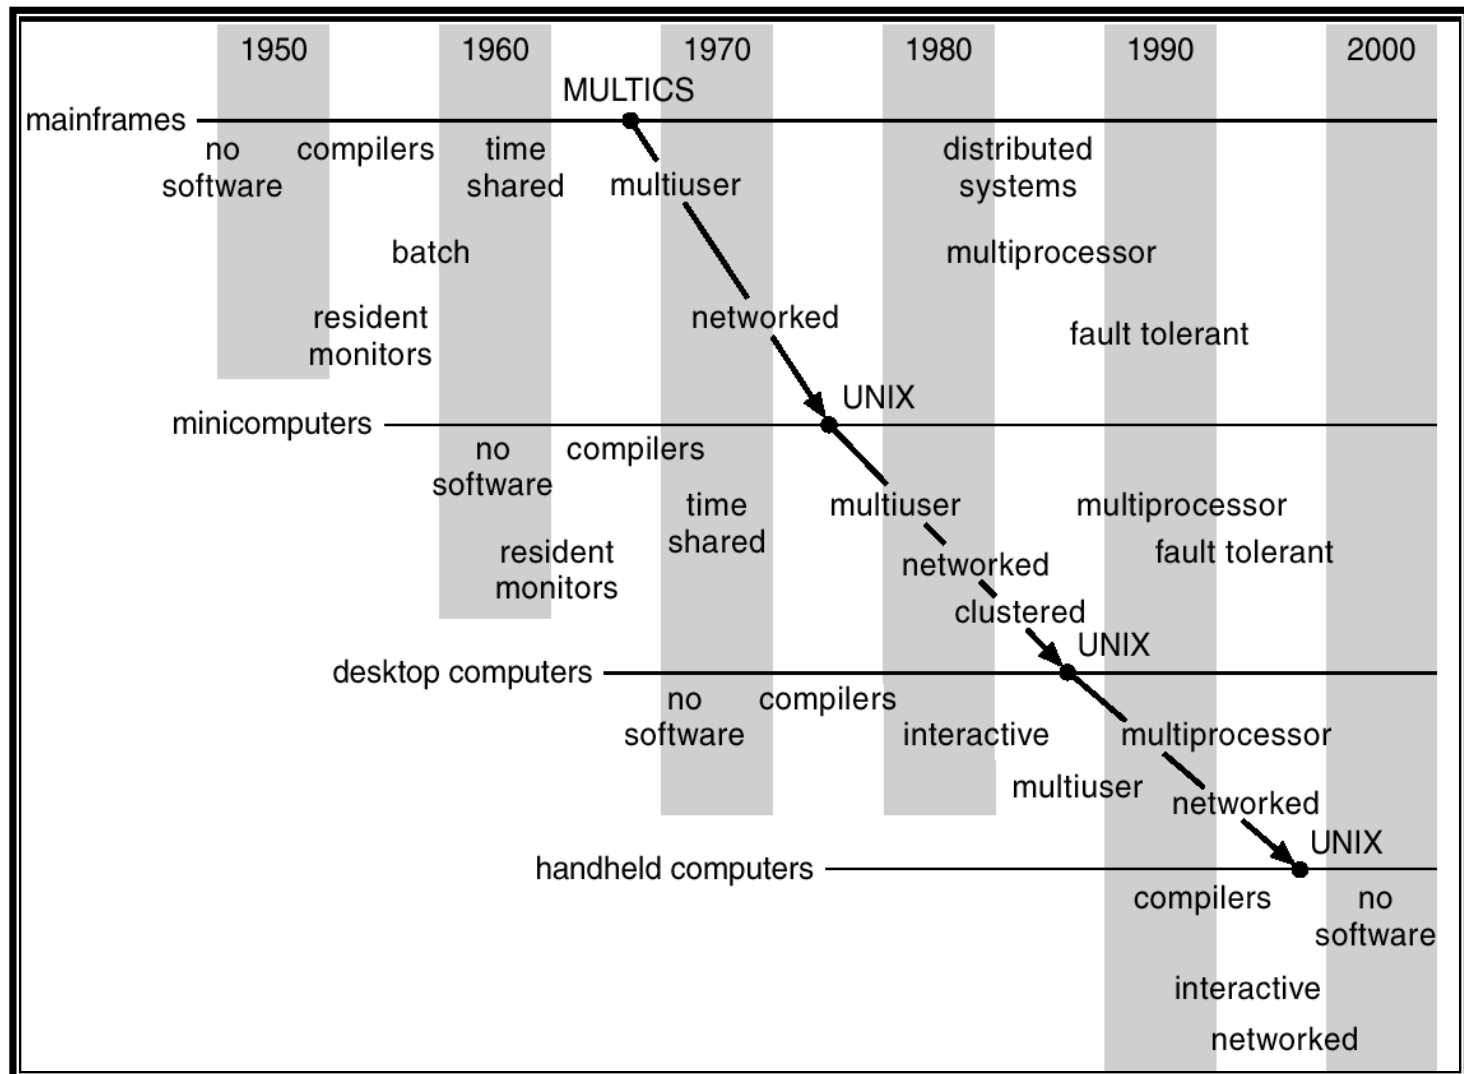 1950 1960 1970 1980 1990 2000
MULTICS
mainframes
no compilers time distributed
software shared multiuser systems
batch multiprocessor
resident networked fault tolerant
monitors
UNIX
minicomputers
no compilers
software
time multiuser multiprocessor
shared
resident fault tolerant
monitors networked
clustered
UNIX
desktop computers
no compilers
software interactive multiprocessor
multiuser
networked
UNIX
handheld computers
compilers no
software
interactive
networked